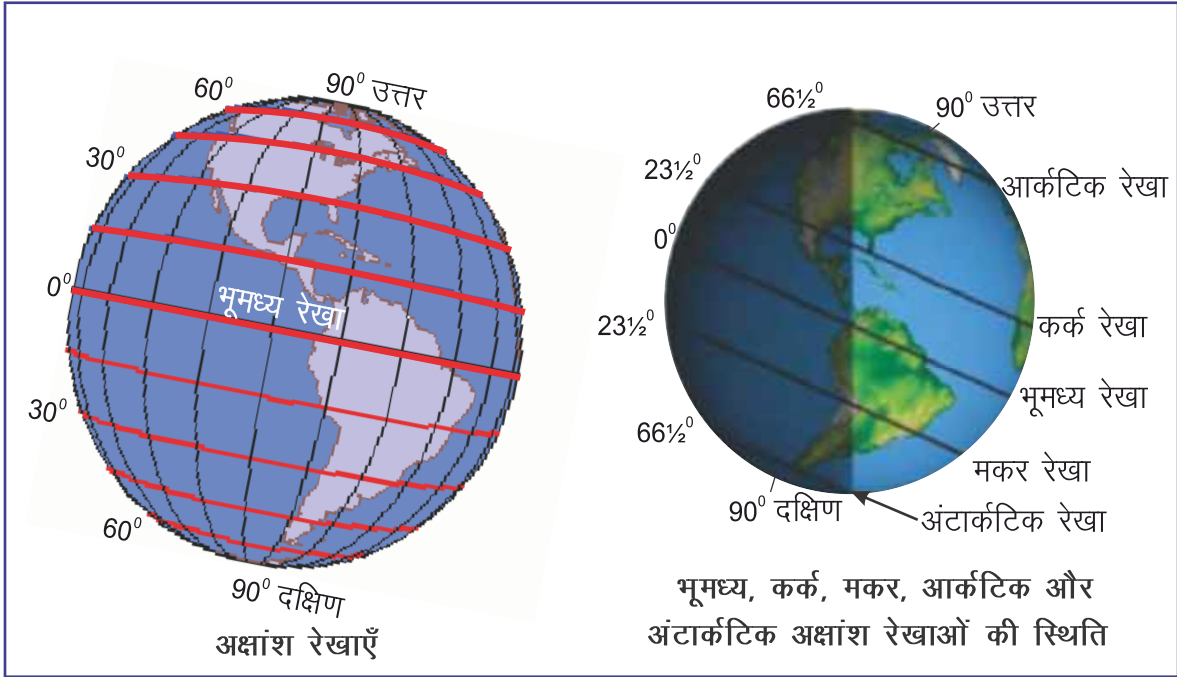 90⁰ उत्तर
60⁰
30⁰
0⁰
भूमध्य रेखा
30⁰
60⁰
90⁰ दक्षिण
अक्षांश रेखाएँ
66½⁰
90⁰ उत्तर
23½⁰
आर्कटिक रेखा
0⁰
23½⁰
कर्क रेखा
भूमध्य रेखा
66½⁰
मकर रेखा
90⁰ दक्षिण
अंटार्कटिक रेखा
भूमध्य, कर्क, मकर, आर्कटिक और
अंटार्कटिक अक्षांश रेखाओं की स्थिति